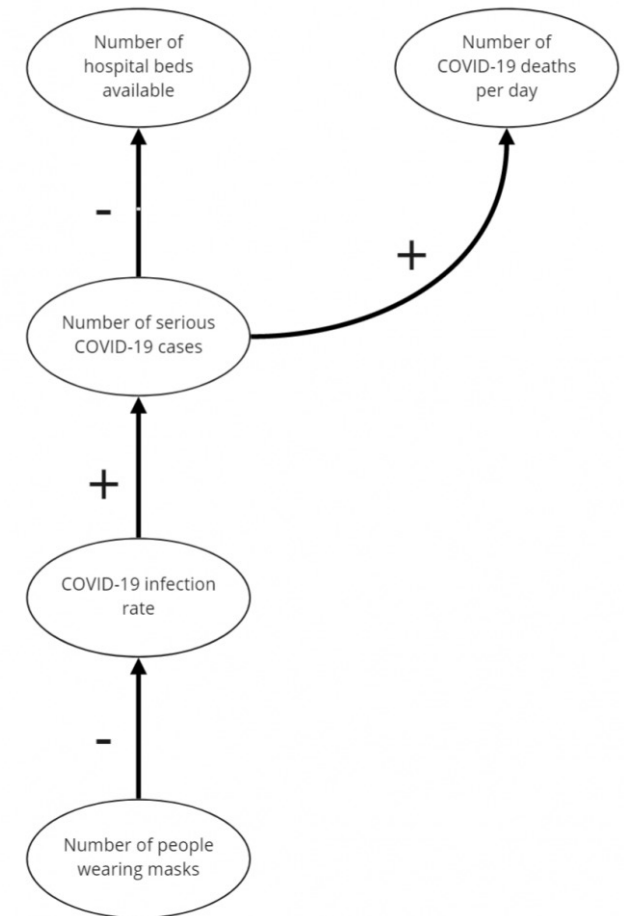 Number of
hospital beds
available
Number of
COVID-19 deaths
per day
-
+
Number of serious
COVID-19 cases
+
COVID-19 infection
rate
-
Number of people
wearing masks